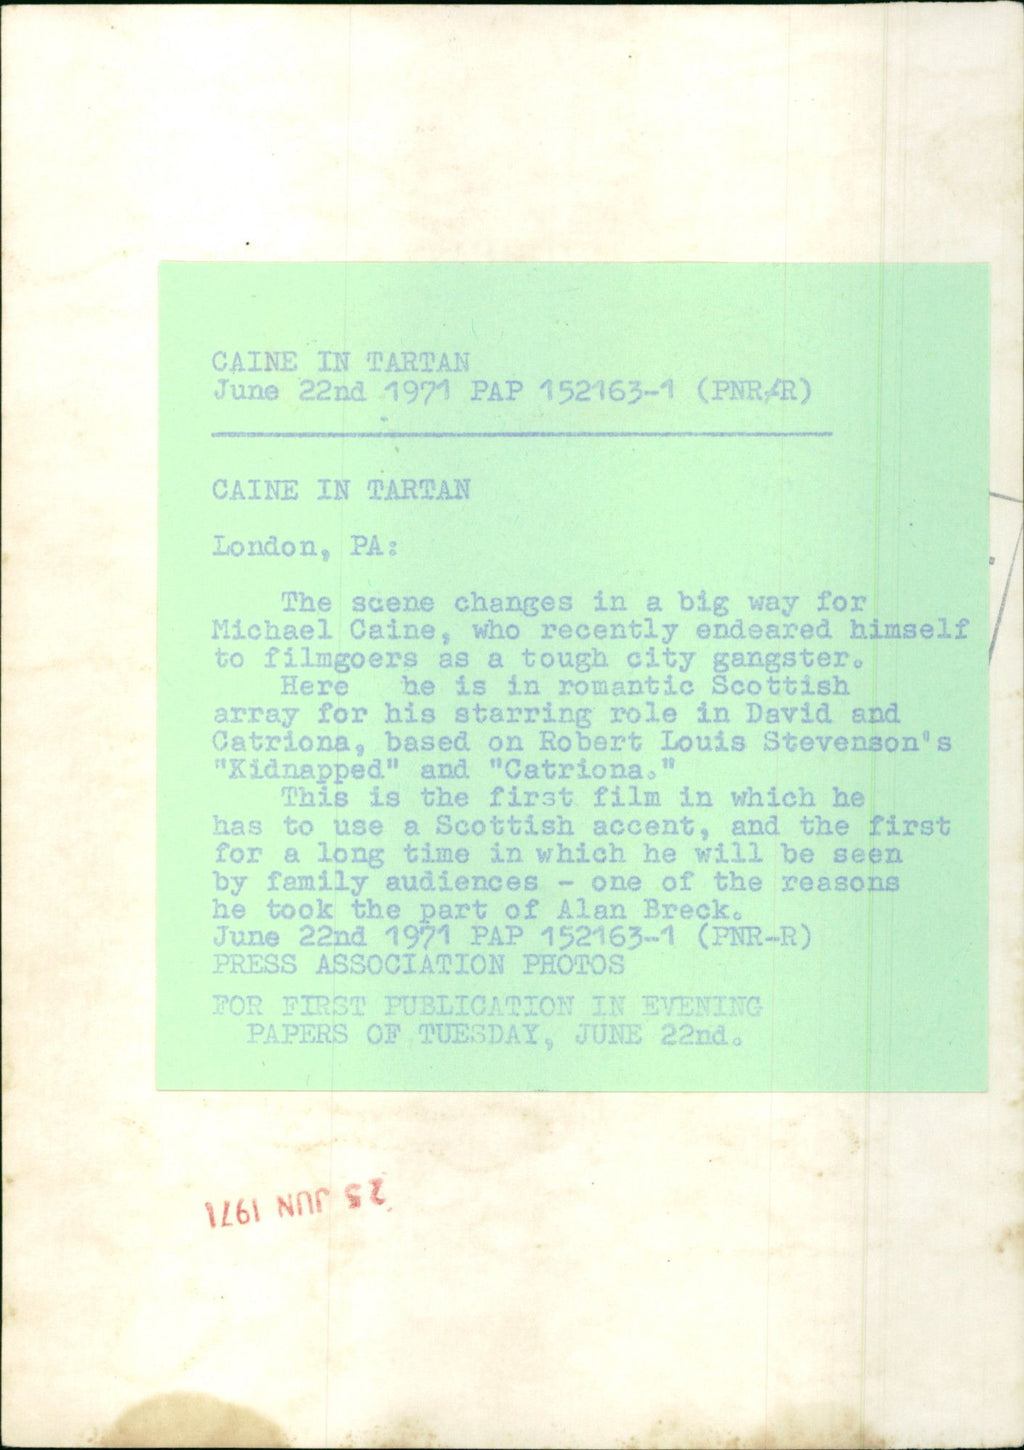 CAINE IN TARTAN
June 22nd 1971 PAP 152163-1 (PNR-R)
CAINE IN TARTAN
London, PA:
The scene changes in a big way for
Michael Caine, who recently endeared himself
to filmgoers as a tough city gangster.
Here he is in romantic Scottish
array for his starring role in David and
Catriona, based on Robert Louis Stevenson's
"Kidnapped" and "Catriona."
This is the first film in which he
has to use a Scottish accent, and the first
for a long time in which he will be seen
by family audiences - one of the reasons
he took the part of Alan Breck.
June 22nd 1971 PAP 152163-1 (PNR-R)
PRESS ASSOCIATION PHOTOS
FOR FIRST PUBLICATION IN EVENING
PAPERS OF TUESDAY, JUNE 22nd.
25 JUN 1971